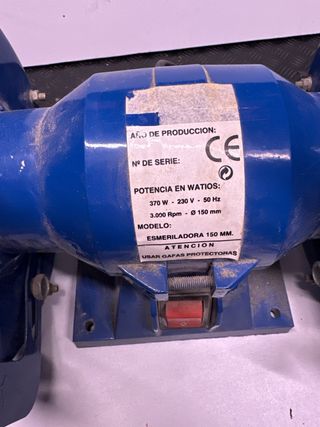 AÑO DE PRODUCCION:
Nº DE SERIE:
CE
POTENCIA EN WATIOS:
370 W - 230 V - 50 Hz
3.000 Rpm - Ø 150 mm
MODELO:
ESMERILADORA 150 MM.
ATENCION
USAR GAFAS PROTECTORAS